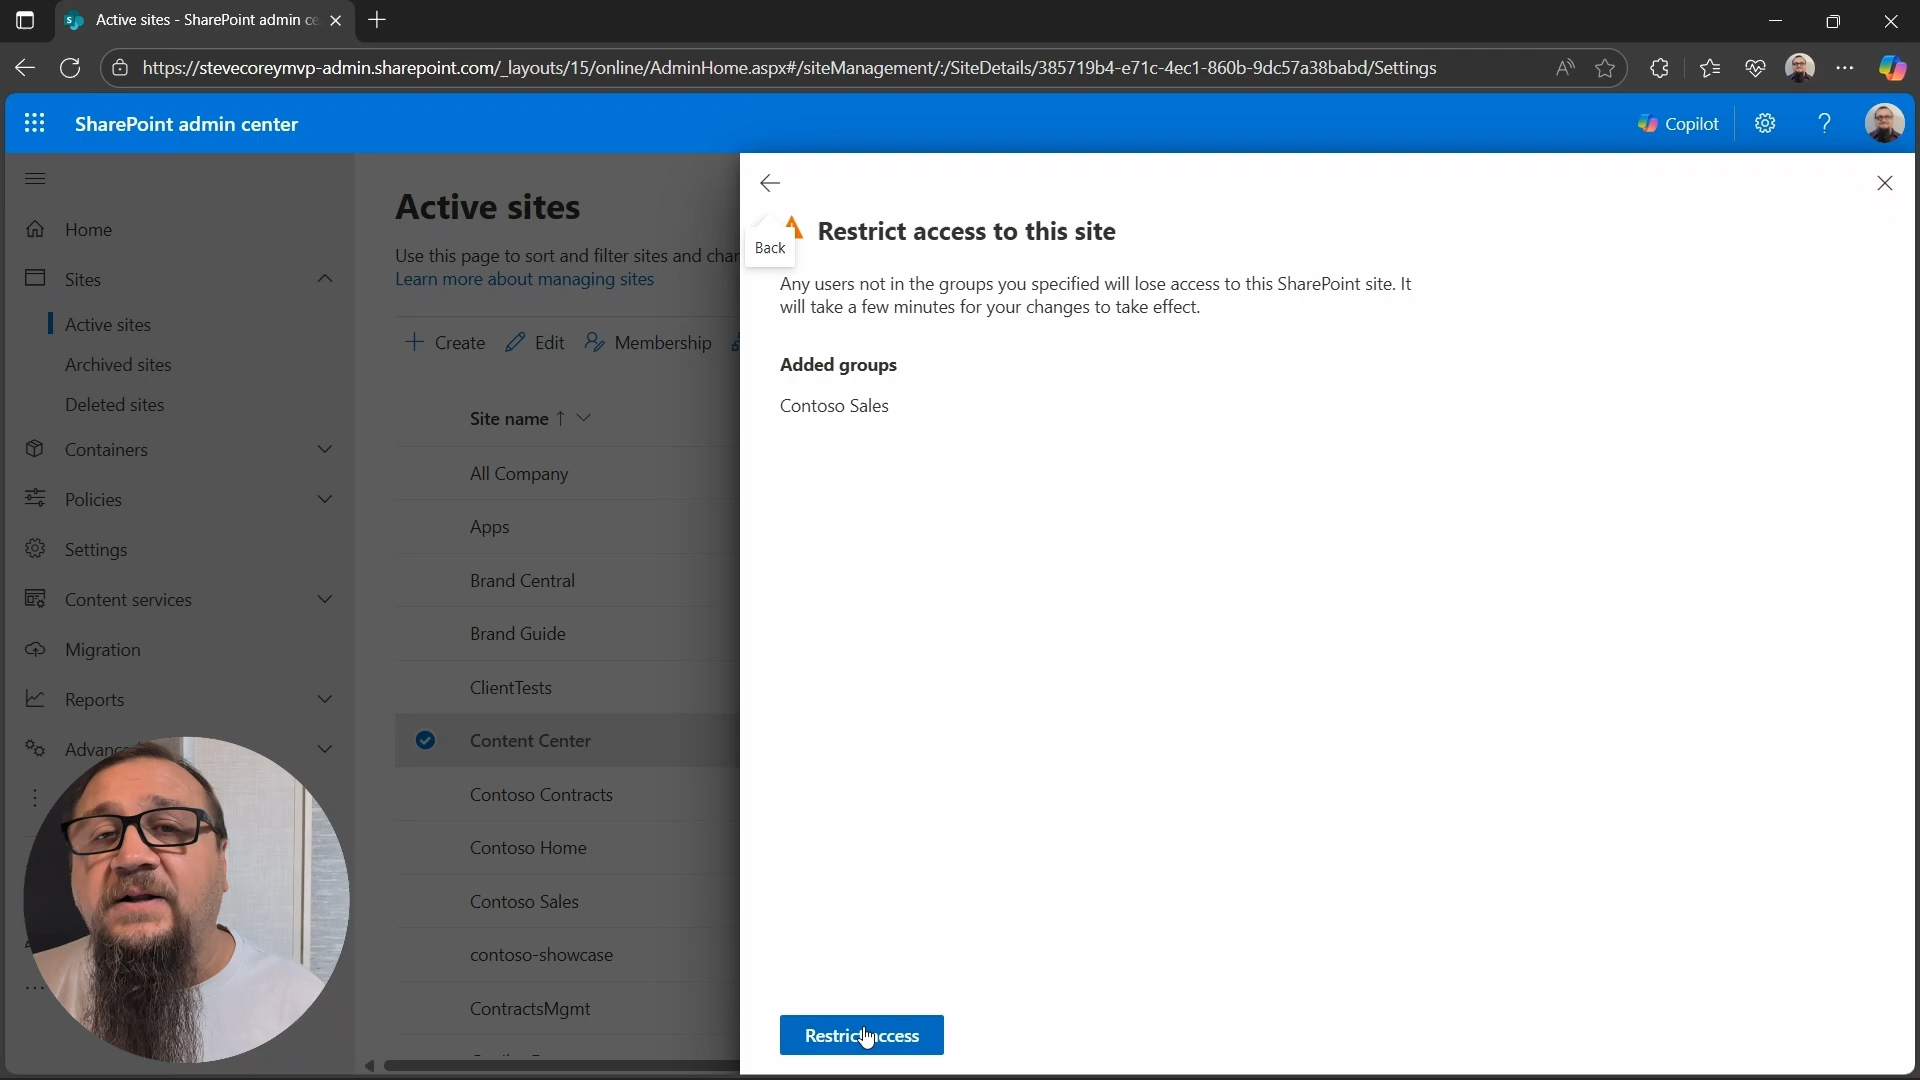 Active sites - SharePoint admin ce
https://stevecoreymvp-admin.sharepoint.com/_layouts/15/online/AdminHome.aspx#/siteManagement/:/SiteDetails/385719b4-e71c-4ec1-860b-9dc57a38babd/Settings
SharePoint admin center
Copilot
Home
Sites
Active sites
Archived sites
Deleted sites
Containers
Policies
Settings
Content services
Migration
Reports
Active sites
Use this page to sort and filter sites and chan
Learn more about managing sites
Create
Edit
Membership
Site name
All Company
Apps
Brand Central
Brand Guide
ClientTests
Content Center
Contoso Contracts
Contoso Home
Contoso Sales
contoso-showcase
ContractsMgmt
Back
Restrict access to this site
Any users not in the groups you specified will lose access to this SharePoint site. It
will take a few minutes for your changes to take effect.
Added groups
Contoso Sales
Restrict access